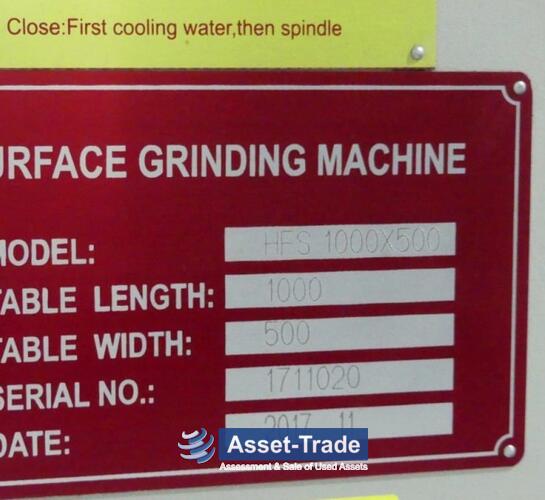 Close:First cooling water,then spindle
URFACE GRINDING MACHINE
MODEL: HFS 1000X500
TABLE LENGTH: 1000
TABLE WIDTH: 500
SERIAL NO.: 1711020
DATE: 2017.11
Asset-Trade
Assessment & Sale of Used Assets